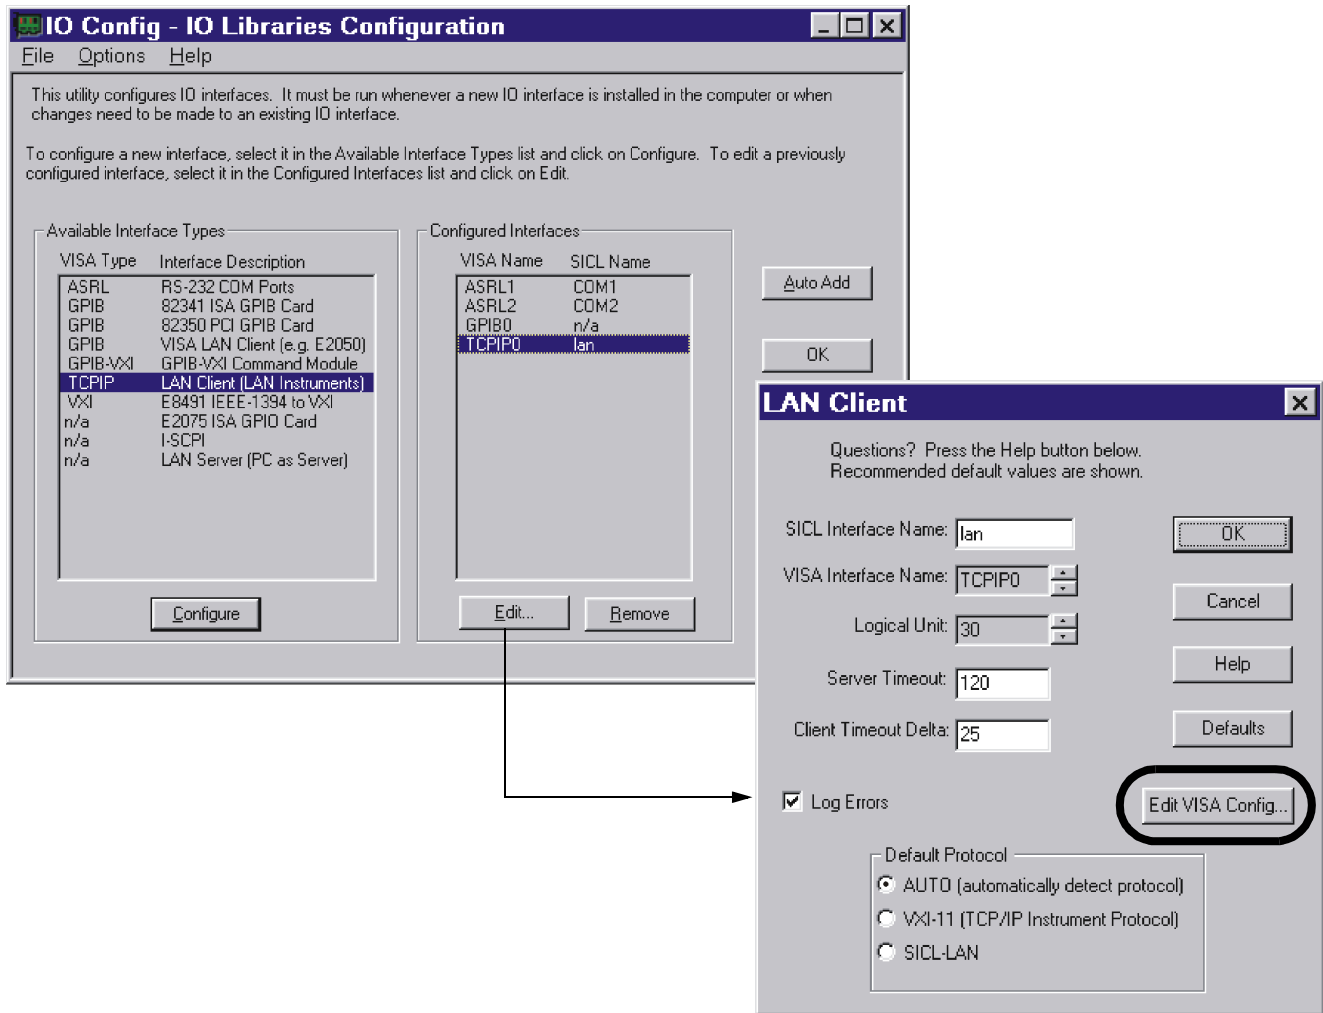 IO Config - IO Libraries Configuration
File Options Help
This utility configures IO interfaces. It must be run whenever a new IO interface is installed in the computer or when
changes need to be made to an existing IO interface.
To configure a new interface, select it in the Available Interface Types list and click on Configure. To edit a previously
configured interface, select it in the Configured Interfaces list and click on Edit.
Available Interface Types
VISA Type Interface Description
ASRL RS-232 COM Ports
GPIB 82341 ISA GPIB Card
GPIB 82350 PCI GPIB Card
GPIB VISA LAN Client (e.g. E2050)
GPIB-VXI GPIB-VXI Command Module
TCPIP LAN Client (LAN Instruments)
VXI E8491 IEEE-1394 to VXI
n/a E2075 ISA GPIO Card
n/a I-SCPI
n/a LAN Server (PC as Server)
Configure
Configured Interfaces
VISA Name SICL Name
ASRL1 COM1
ASRL2 COM2
GPIB0 n/a
TCPIP0 lan
Edit... Remove
Auto Add
OK
LAN Client
Questions? Press the Help button below.
Recommended default values are shown.
SICL Interface Name: lan
VISA Interface Name: TCPIP0
Logical Unit: 30
Server Timeout: 120
Client Timeout Delta: 25
OK
Cancel
Help
Defaults
Log Errors
Edit VISA Config...
Default Protocol
AUTO (automatically detect protocol)
VXI-11 (TCP/IP Instrument Protocol)
SICL-LAN